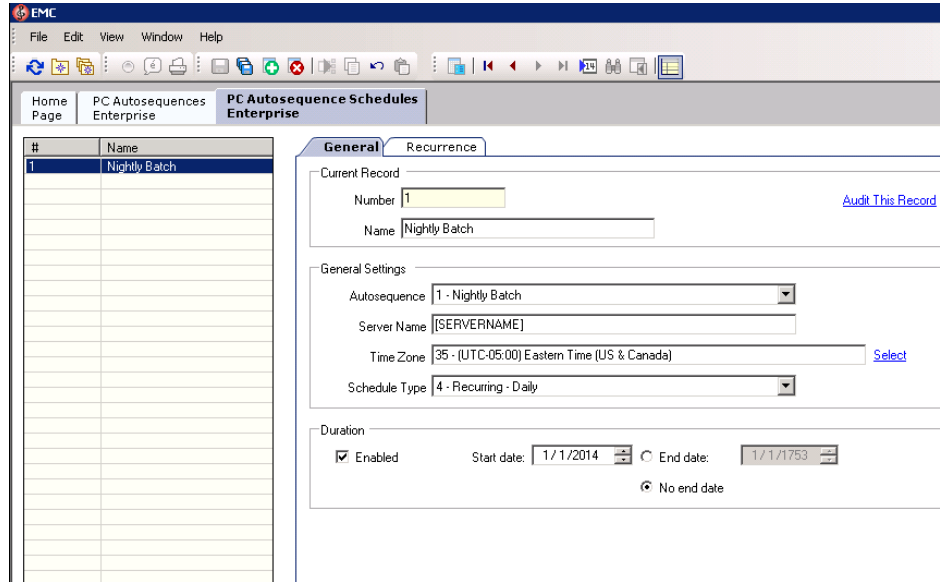 EMC
File Edit View Window Help
14
Home Page
PC Autosequences Enterprise
PC Autosequence Schedules Enterprise
# Name
1 Nightly Batch
General Recurrence
Current Record
Number 1
Audit This Record
Name Nightly Batch
General Settings
Autosequence 1 - Nightly Batch
Server Name [SERVERNAME]
Time Zone 35 - (UTC-05:00) Eastern Time (US & Canada) Select
Schedule Type 4 - Recurring - Daily
Duration
Enabled Start date: 1/ 1/2014 End date: 1/ 1/1753
No end date